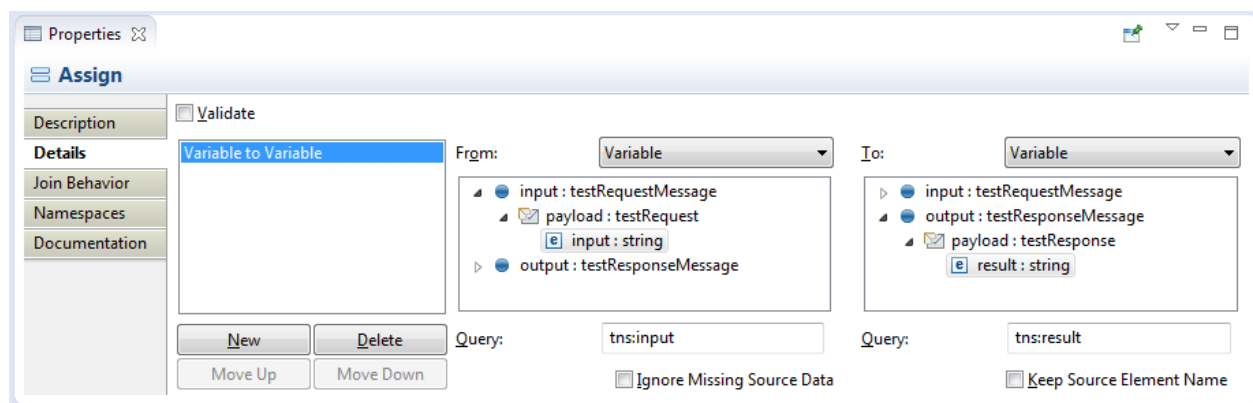 Properties
Assign
Description
Details
Join Behavior
Namespaces
Documentation
Validate
Variable to Variable
New
Delete
Move Up
Move Down
From:
Variable
input : testRequestMessage
payload : testRequest
e input : string
output : testResponseMessage
Query:
tns:input
Ignore Missing Source Data
To:
Variable
input : testRequestMessage
output : testResponseMessage
payload : testResponse
e result : string
Query:
tns:result
Keep Source Element Name